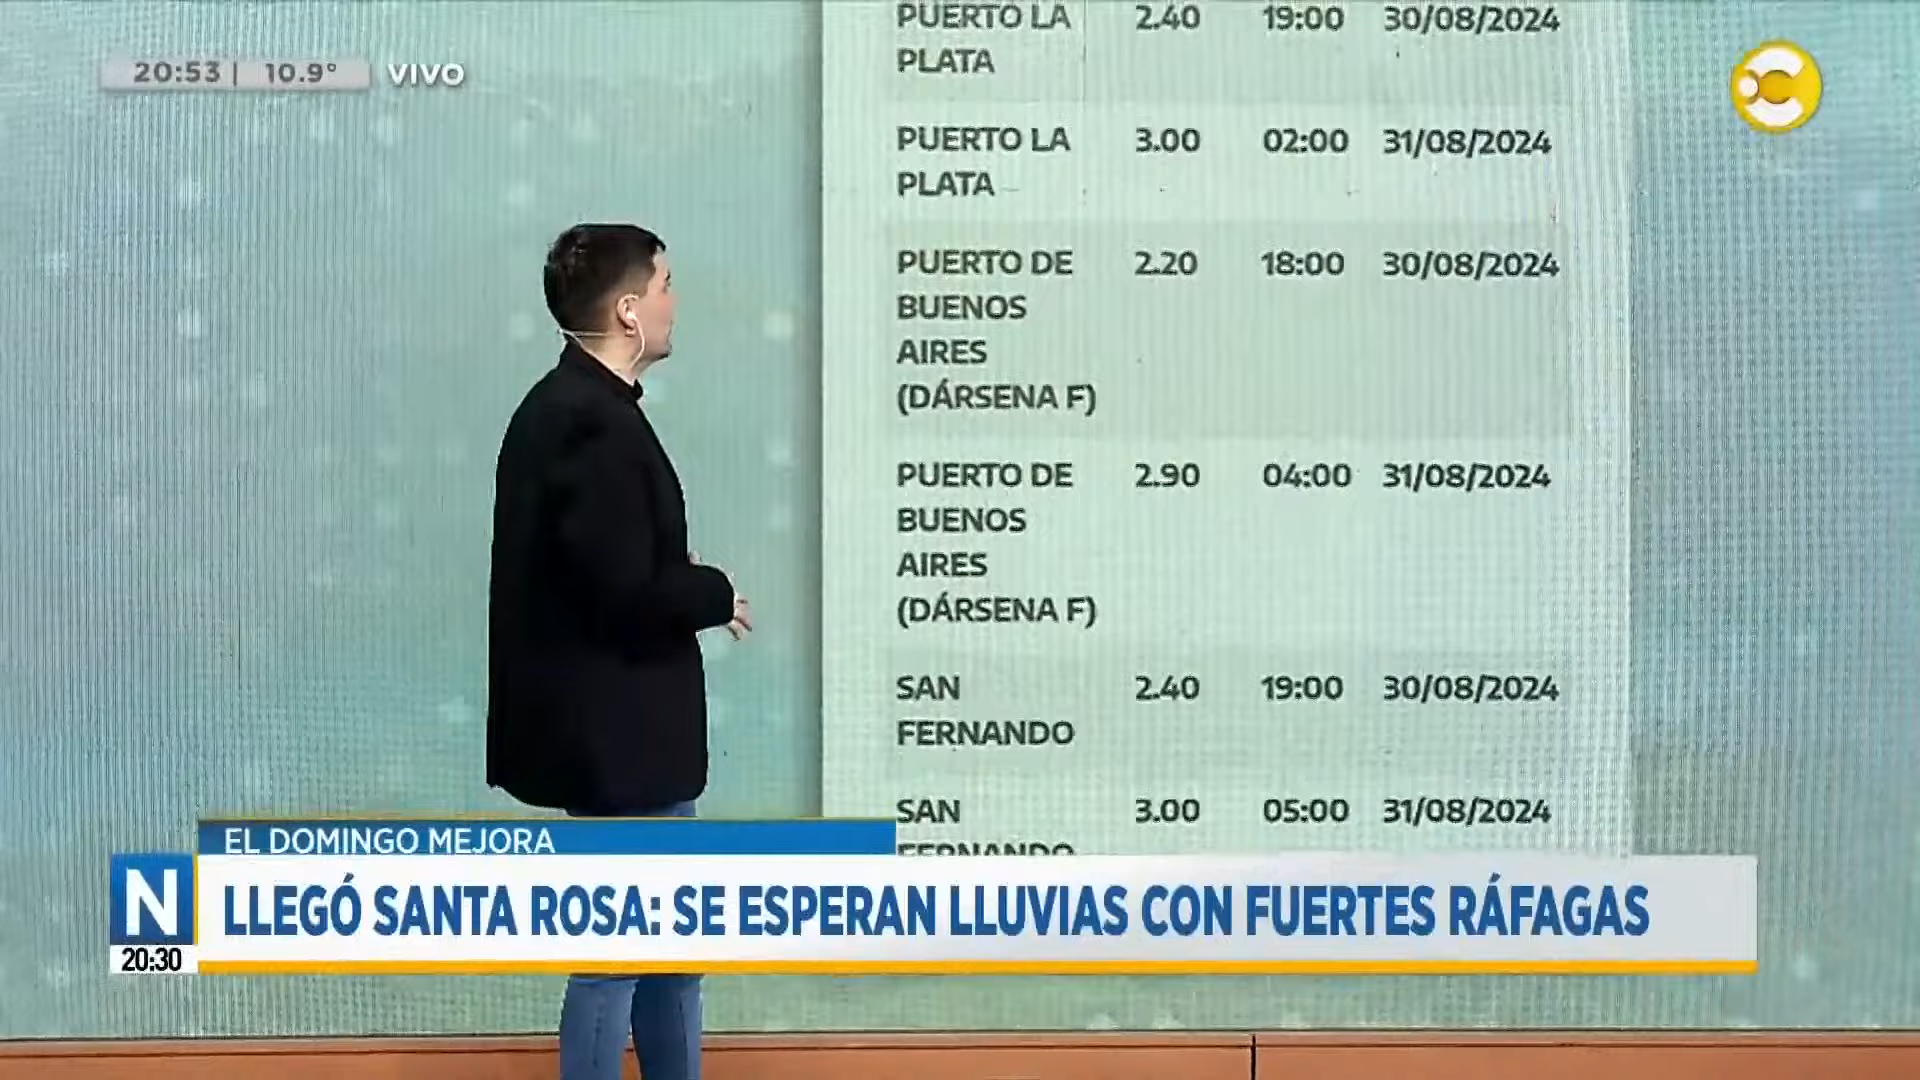 20:53 | 10.9° VIVO
PUERTO LA PLATA 2.40 19:00 30/08/2024
PUERTO LA PLATA 3.00 02:00 31/08/2024
PUERTO DE BUENOS AIRES (DÁRSENA F) 2.20 18:00 30/08/2024
PUERTO DE BUENOS AIRES (DÁRSENA F) 2.90 04:00 31/08/2024
SAN FERNANDO 2.40 19:00 30/08/2024
SAN FERNANDO 3.00 05:00 31/08/2024
EL DOMINGO MEJORA
N LLEGÓ SANTA ROSA: SE ESPERAN LLUVIAS CON FUERTES RÁFAGAS
20:30